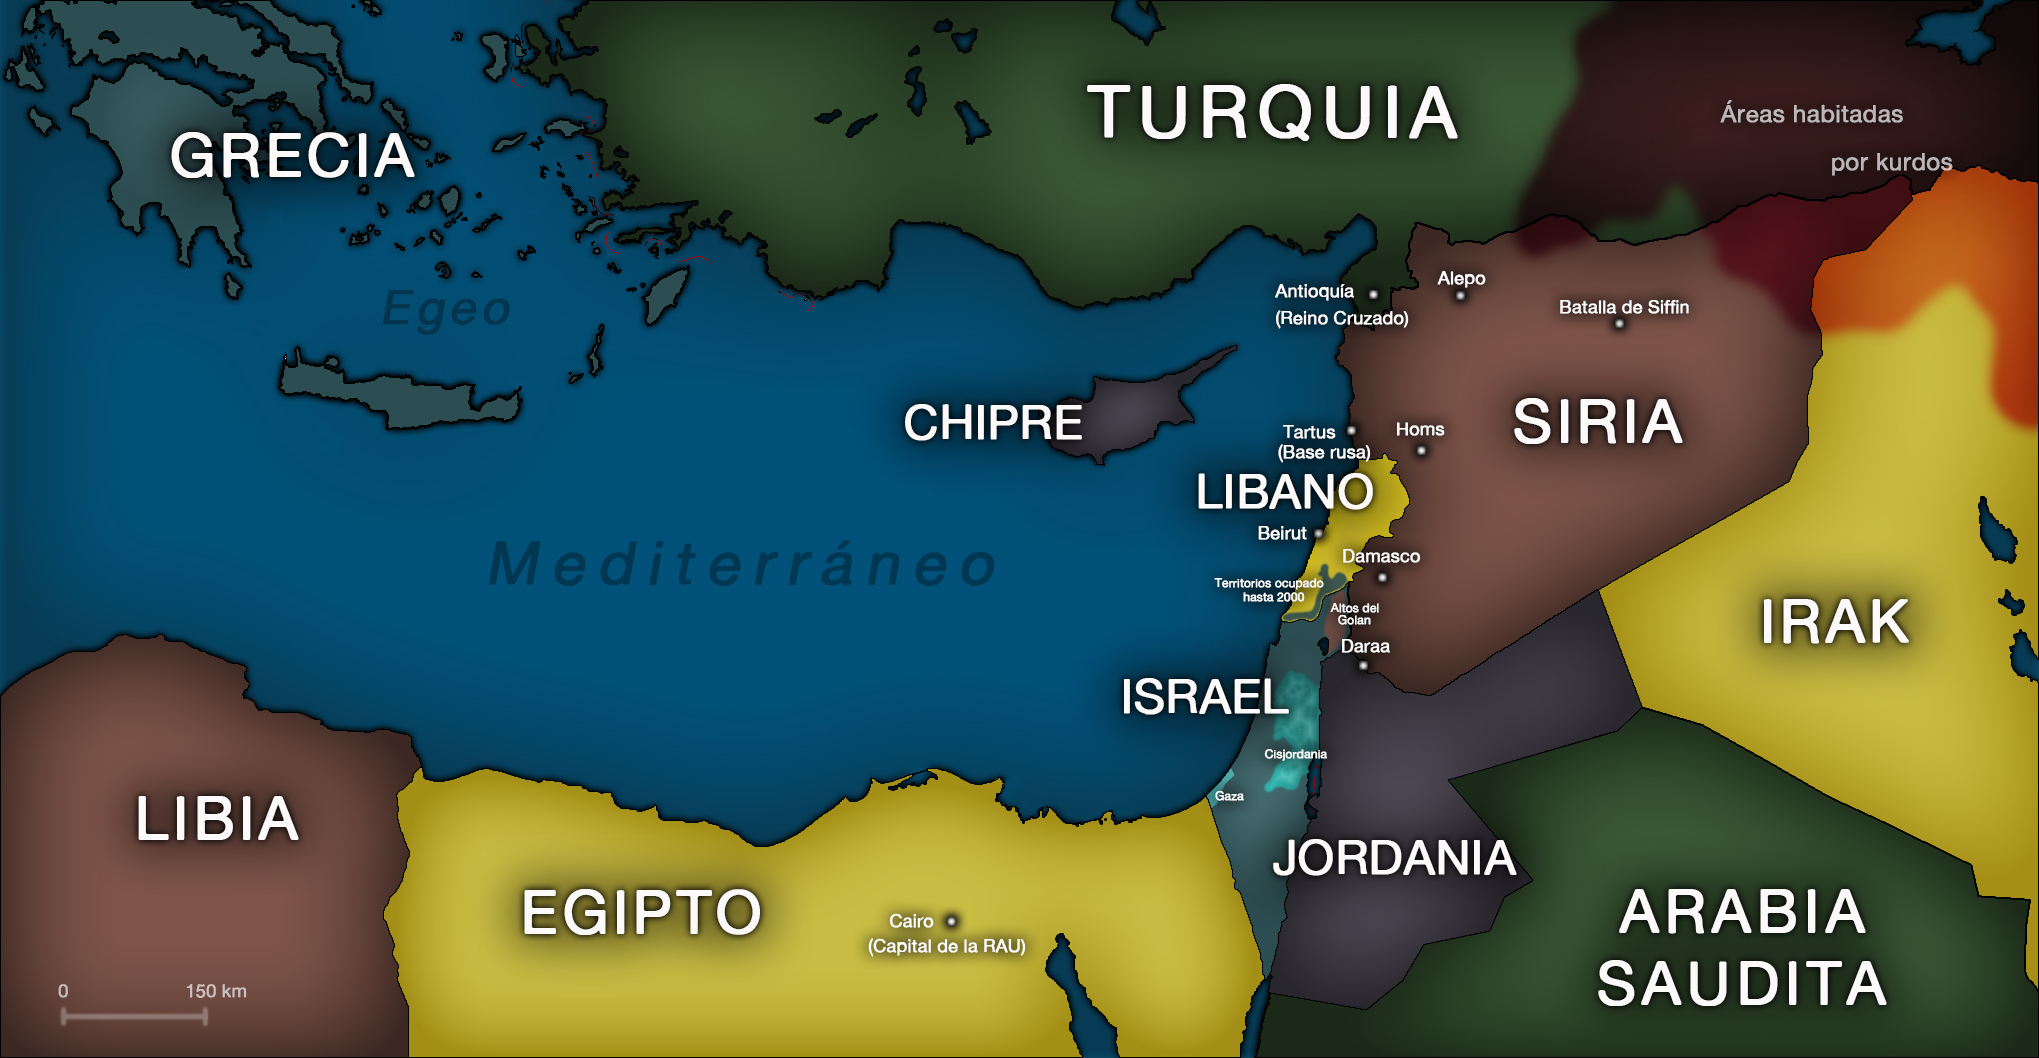 TURQUIA
Áreas habitadas
por kurdos
GRECIA
Egeo
Antioquía
(Reino Cruzado)
Alepo
Batalla de Siffin
CHIPRE
SIRIA
Tartus
(Base rusa)
Homs
LIBANO
Beirut
Damasco
Mediterráneo
Territorios ocupado
hasta 2000
Altos del
Golan
Daraa
IRAK
ISRAEL
Cisjordania
Gaza
LIBIA
JORDANIA
EGIPTO
Cairo
(Capital de la RAU)
ARABIA
SAUDITA
0
150 km